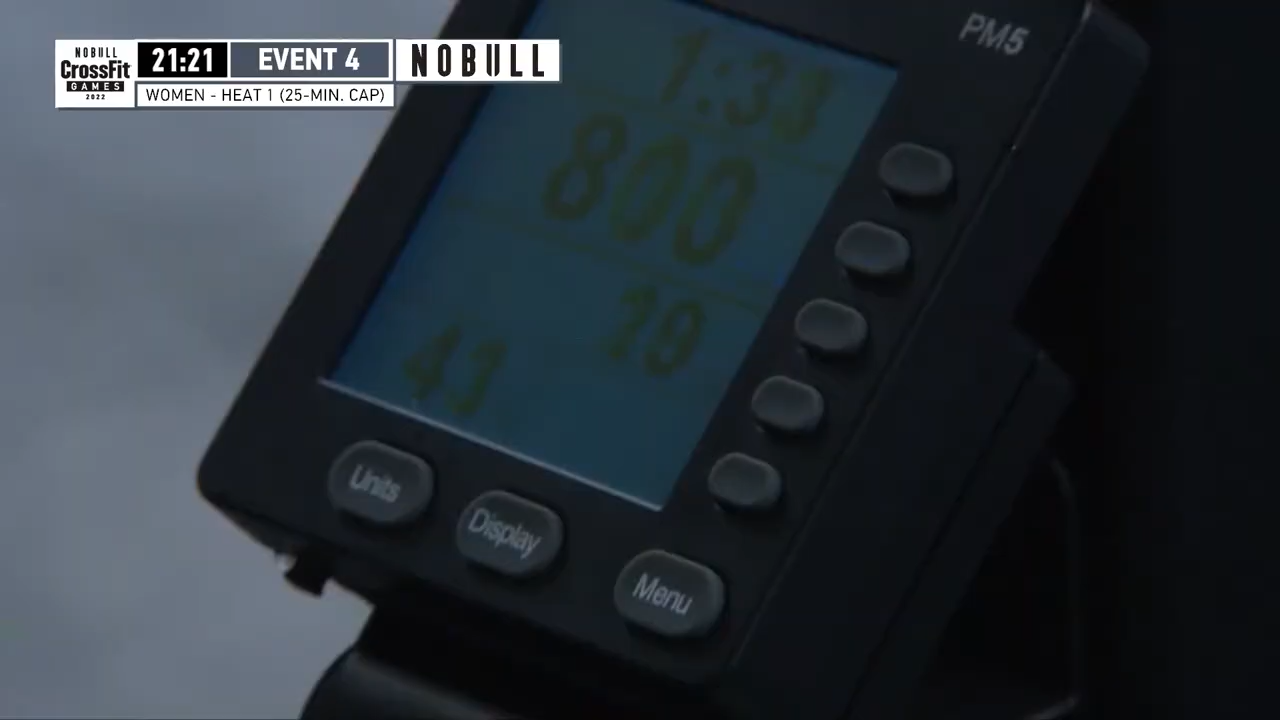 NOBULL
CrossFit
GAMES
2022
21:21
EVENT 4
NOBULL
WOMEN - HEAT 1 (25-MIN. CAP)
PM5
1:33
800
43
Units
Display
Menu